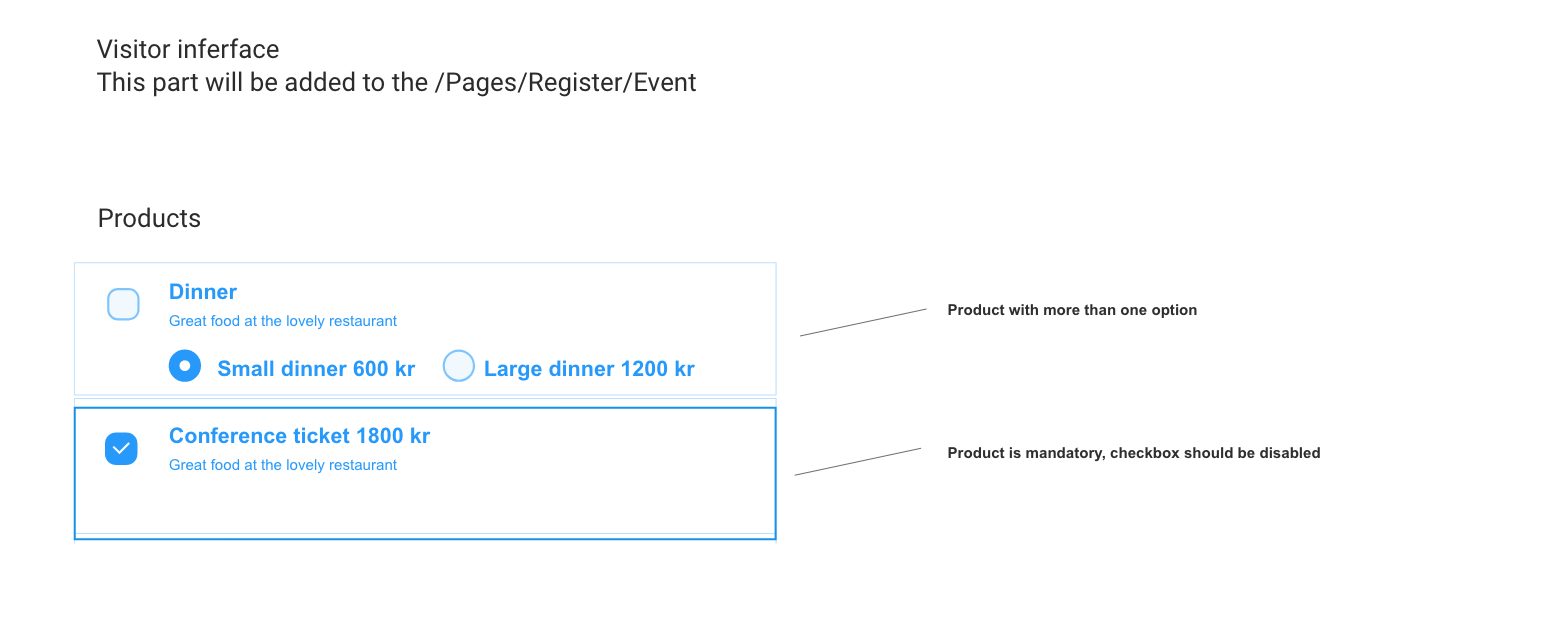 Visitor inferface
This part will be added to the /Pages/Register/Event
Products
Dinner
Great food at the lovely restaurant
Small dinner 600 kr
Large dinner 1200 kr
Product with more than one option
Conference ticket 1800 kr
Great food at the lovely restaurant
Product is mandatory, checkbox should be disabled